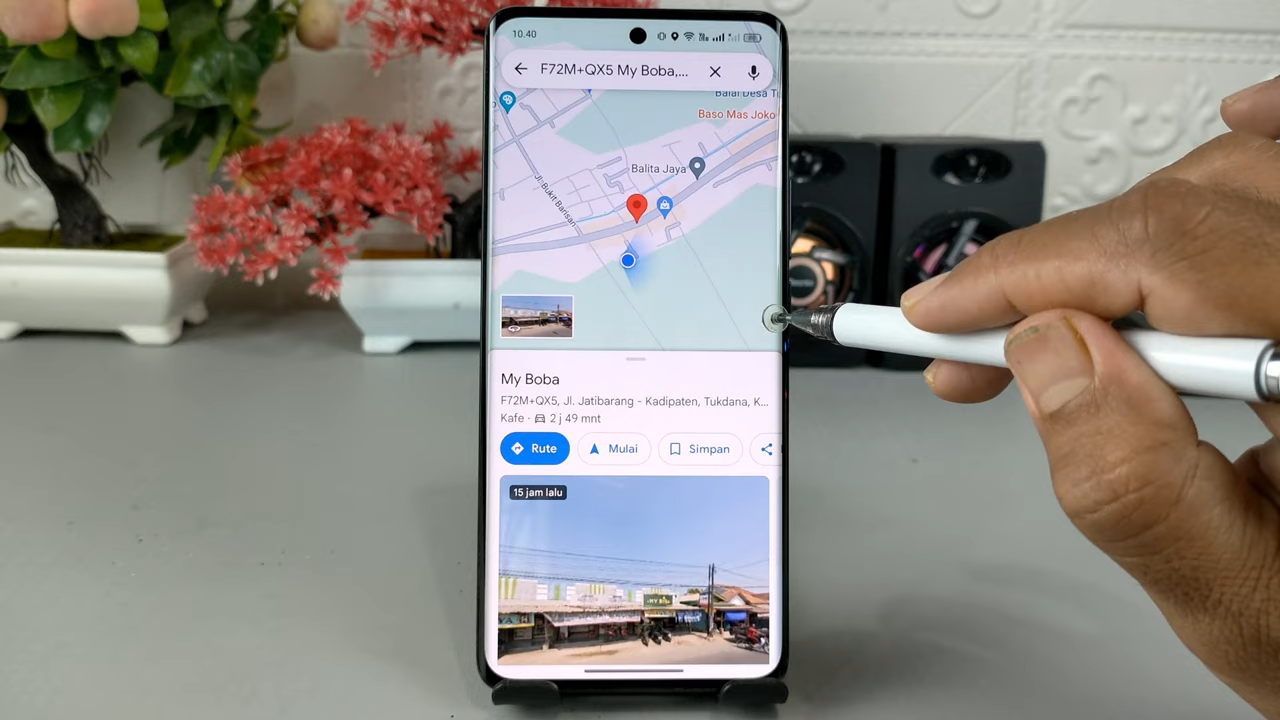 10.40
F72M+QX5 My Boba,...
Balai Desa T
Baso Mas Joko
Balita Jaya
Jl. Bukit Barisan
My Boba
F72M+QX5, Jl. Jatibarang - Kadipaten, Tukdana, K...
Kafe · 2 j 49 mnt
Rute
Mulai
Simpan
15 jam lalu
MY